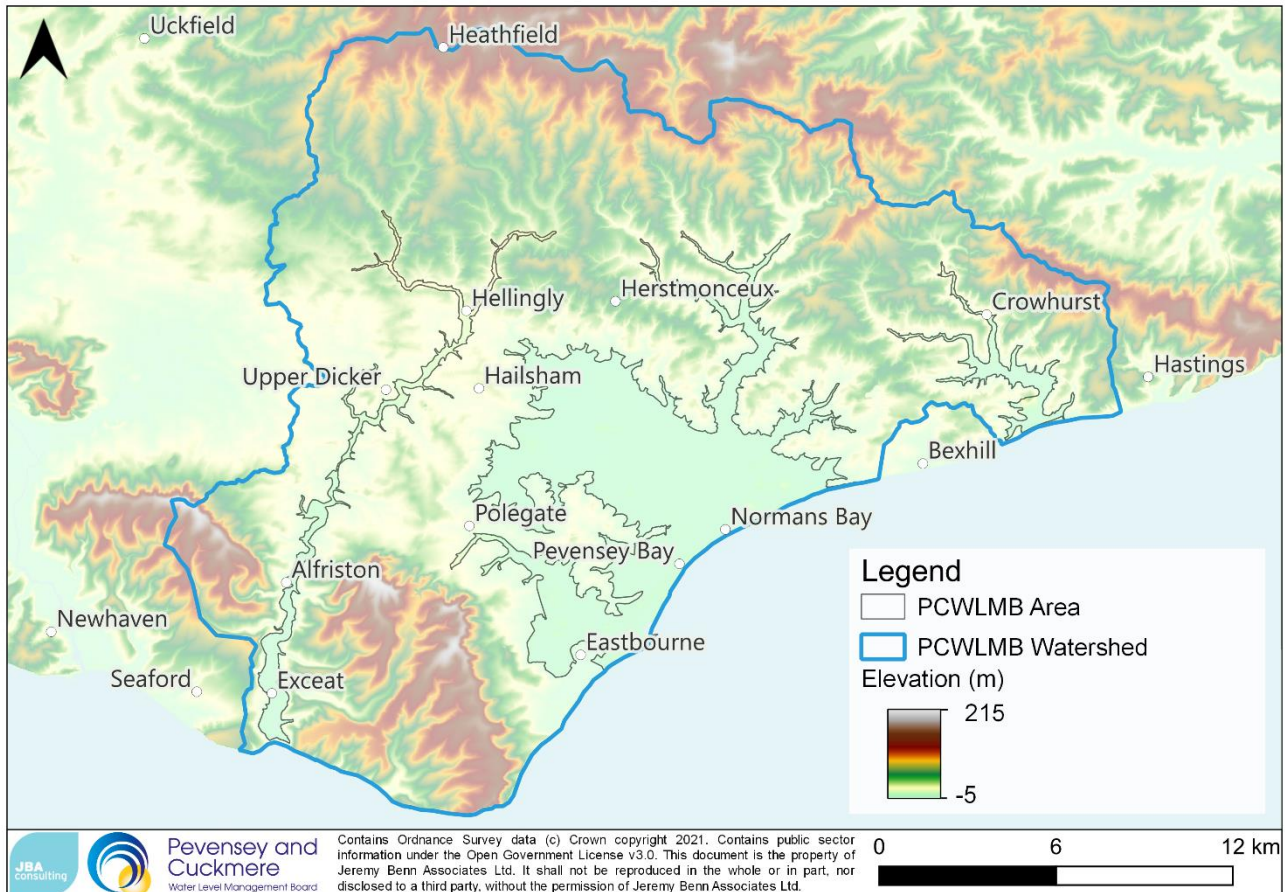 Uckfield
Heathfield
Hellingly
Herstmonceux
Crowhurst
Upper Dicker
Hailsham
Hastings
Bexhill
Polegate
Normans Bay
Pevensey Bay
Alfriston
Newhaven
Eastbourne
Seaford
Exceat
Legend
PCWLMB Area
PCWLMB Watershed
Elevation (m)
215
-5
JBA
consulting
Pevensey and
Cuckmere
Water Level Management Board
Contains Ordnance Survey data (c) Crown copyright 2021. Contains public sector
information under the Open Government License v3.0. This document is the property of
Jeremy Benn Associates Ltd. It shall not be reproduced in the whole or in part, nor
disclosed to a third party, without the permission of Jeremy Benn Associates Ltd.
0 6 12 km